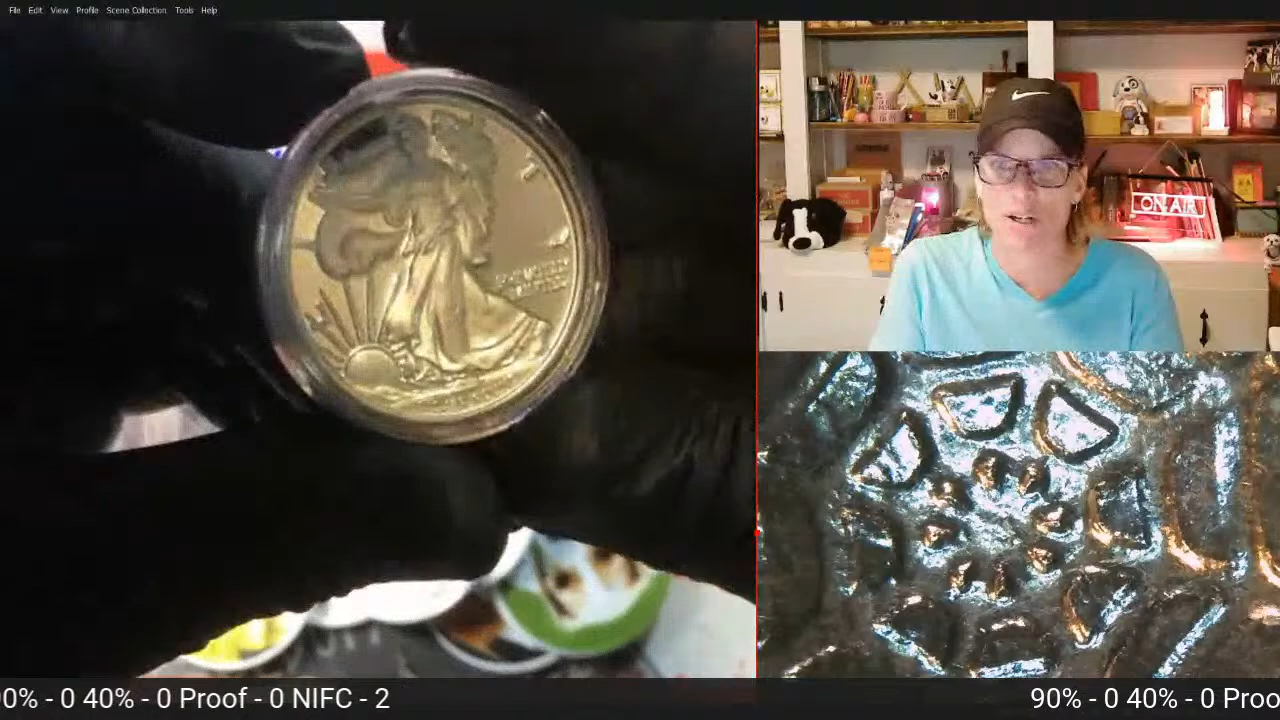 File Edit View Profile Scene Collection Tools Help
ON AIR
0% - 0 40% - 0 Proof - 0 NIFC - 2
90% - 0 40% - 0 Proo